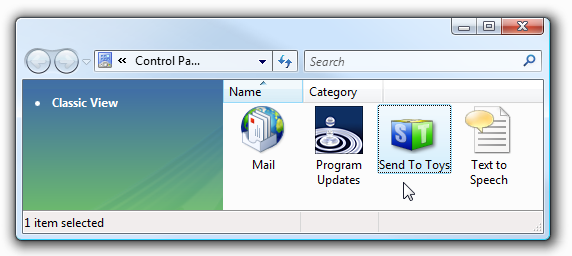 « Control Pa...
Search
Classic View
Name
Category
Mail
Program
Updates
S T
Send To Toys
Text to
Speech
1 item selected